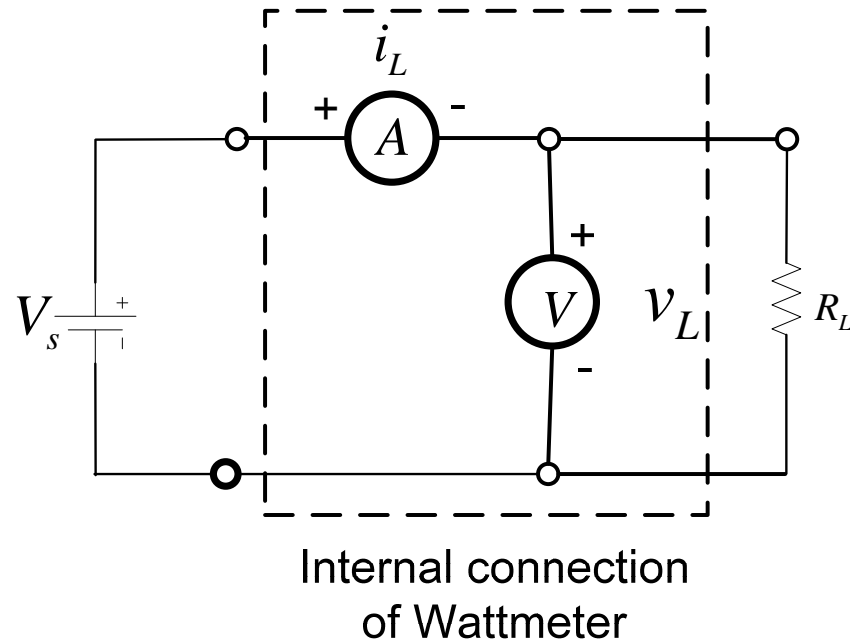 i_L
+ -
A
+
V_s
+
-
V
v_L
R_L
-
Internal connection
of Wattmeter